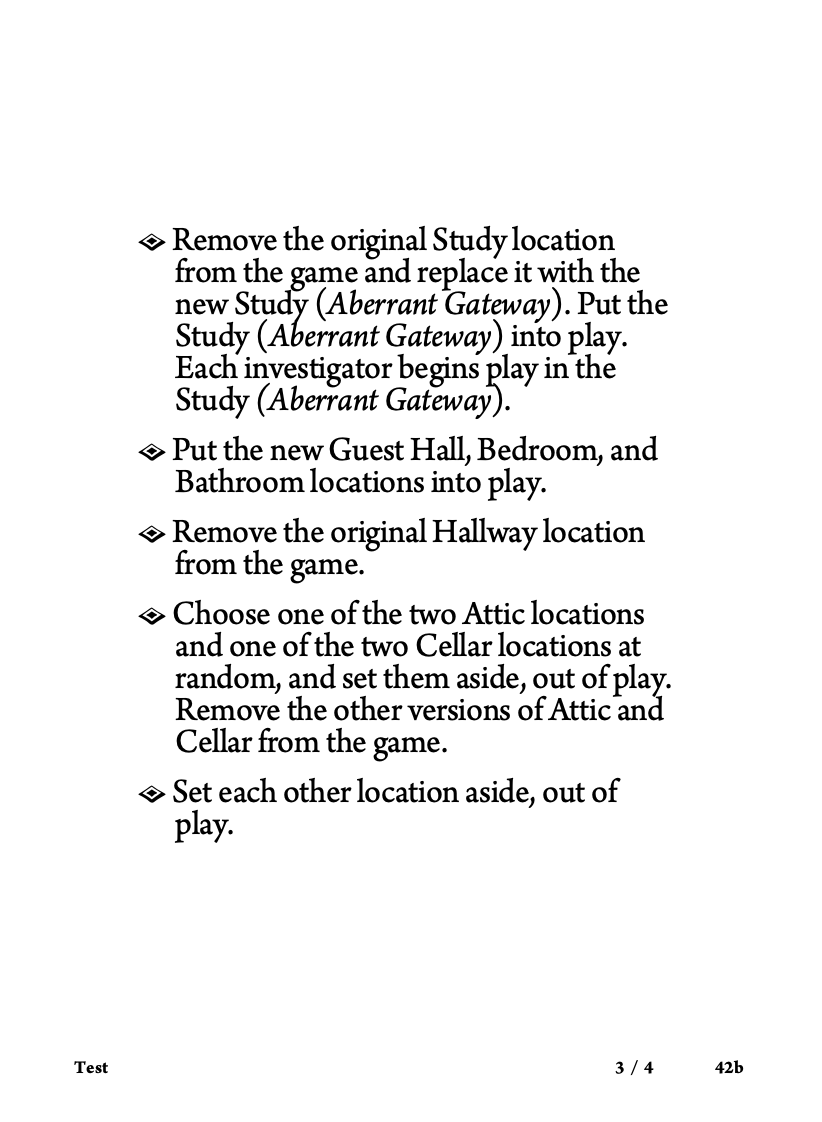 Remove the original Study location
from the game and replace it with the
new Study (Aberrant Gateway). Put the
Study (Aberrant Gateway) into play.
Each investigator begins play in the
Study (Aberrant Gateway).
Put the new Guest Hall, Bedroom, and
Bathroom locations into play.
Remove the original Hallway location
from the game.
Choose one of the two Attic locations
and one of the two Cellar locations at
random, and set them aside, out of play.
Remove the other versions of Attic and
Cellar from the game.
Set each other location aside, out of
play.
Test 3 / 4 42b